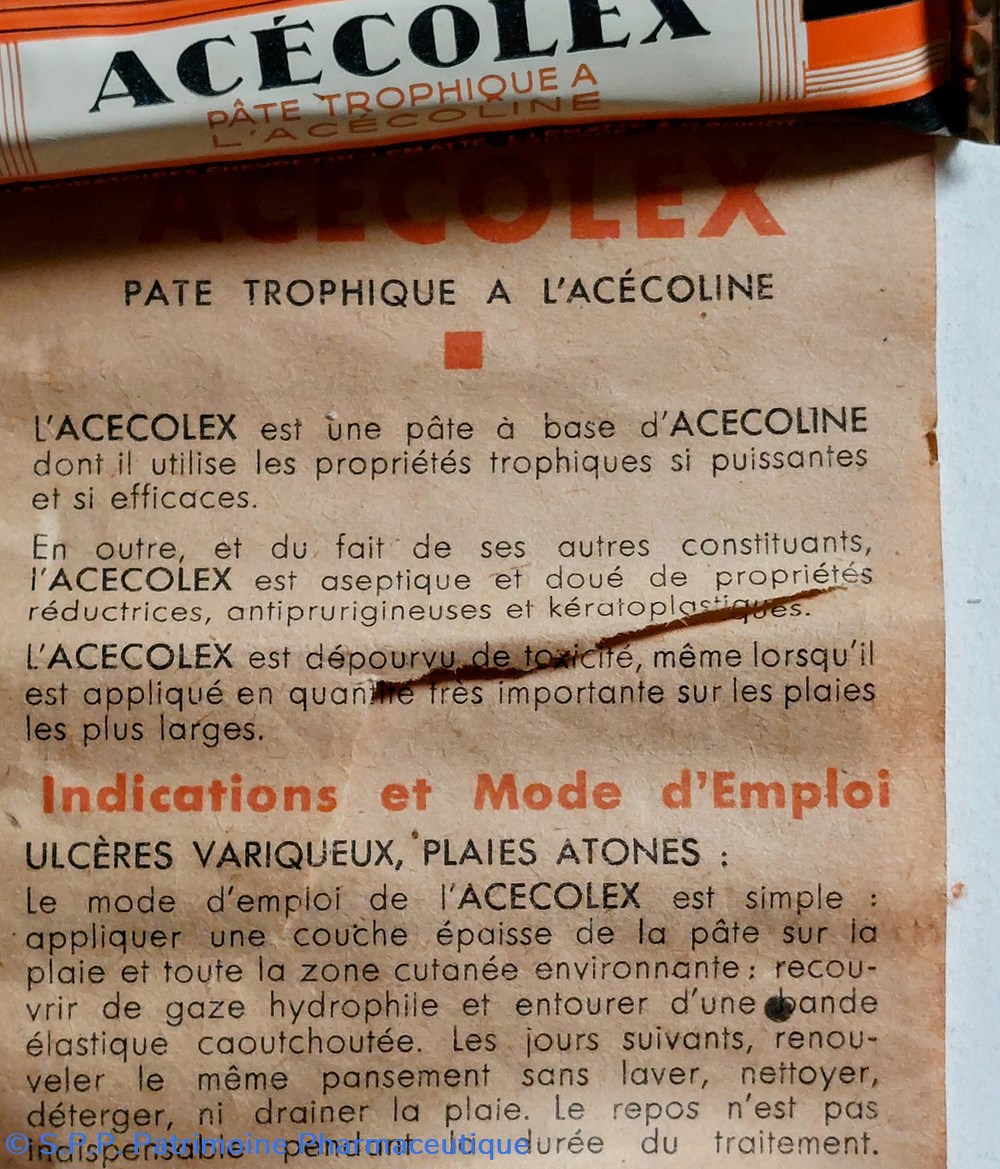 ACÉCOLEX
PÂTE TROPHIQUE A
L'ACÉCOLINE
ACECOLEX
PATE TROPHIQUE A L'ACÉCOLINE
L'ACECOLEX est une pâte à base d'ACECOLINE
dont il utilise les propriétés trophiques si puissantes
et si efficaces.
En outre, et du fait de ses autres constituants,
l'ACECOLEX est aseptique et doué de propriétés
réductrices, antiprurigineuses et kératoplastiques.
L'ACECOLEX est dépourvu de toxicité, même lorsqu'il
est appliqué en quantité très importante sur les plaies
les plus larges.
Indications et Mode d'Emploi
ULCÈRES VARIQUEUX, PLAIES ATONES :
Le mode d'emploi de l'ACECOLEX est simple :
appliquer une couche épaisse de la pâte sur la
plaie et toute la zone cutanée environnante ; recou-
vrir de gaze hydrophile et entourer d'une bande
élastique caoutchoutée. Les jours suivants, renou-
veler le même pansement sans laver, nettoyer,
déterger, ni drainer la plaie. Le repos n'est pas
indispensable pendant la durée du traitement.
© S.P.P. Patrimoine Pharmaceutique